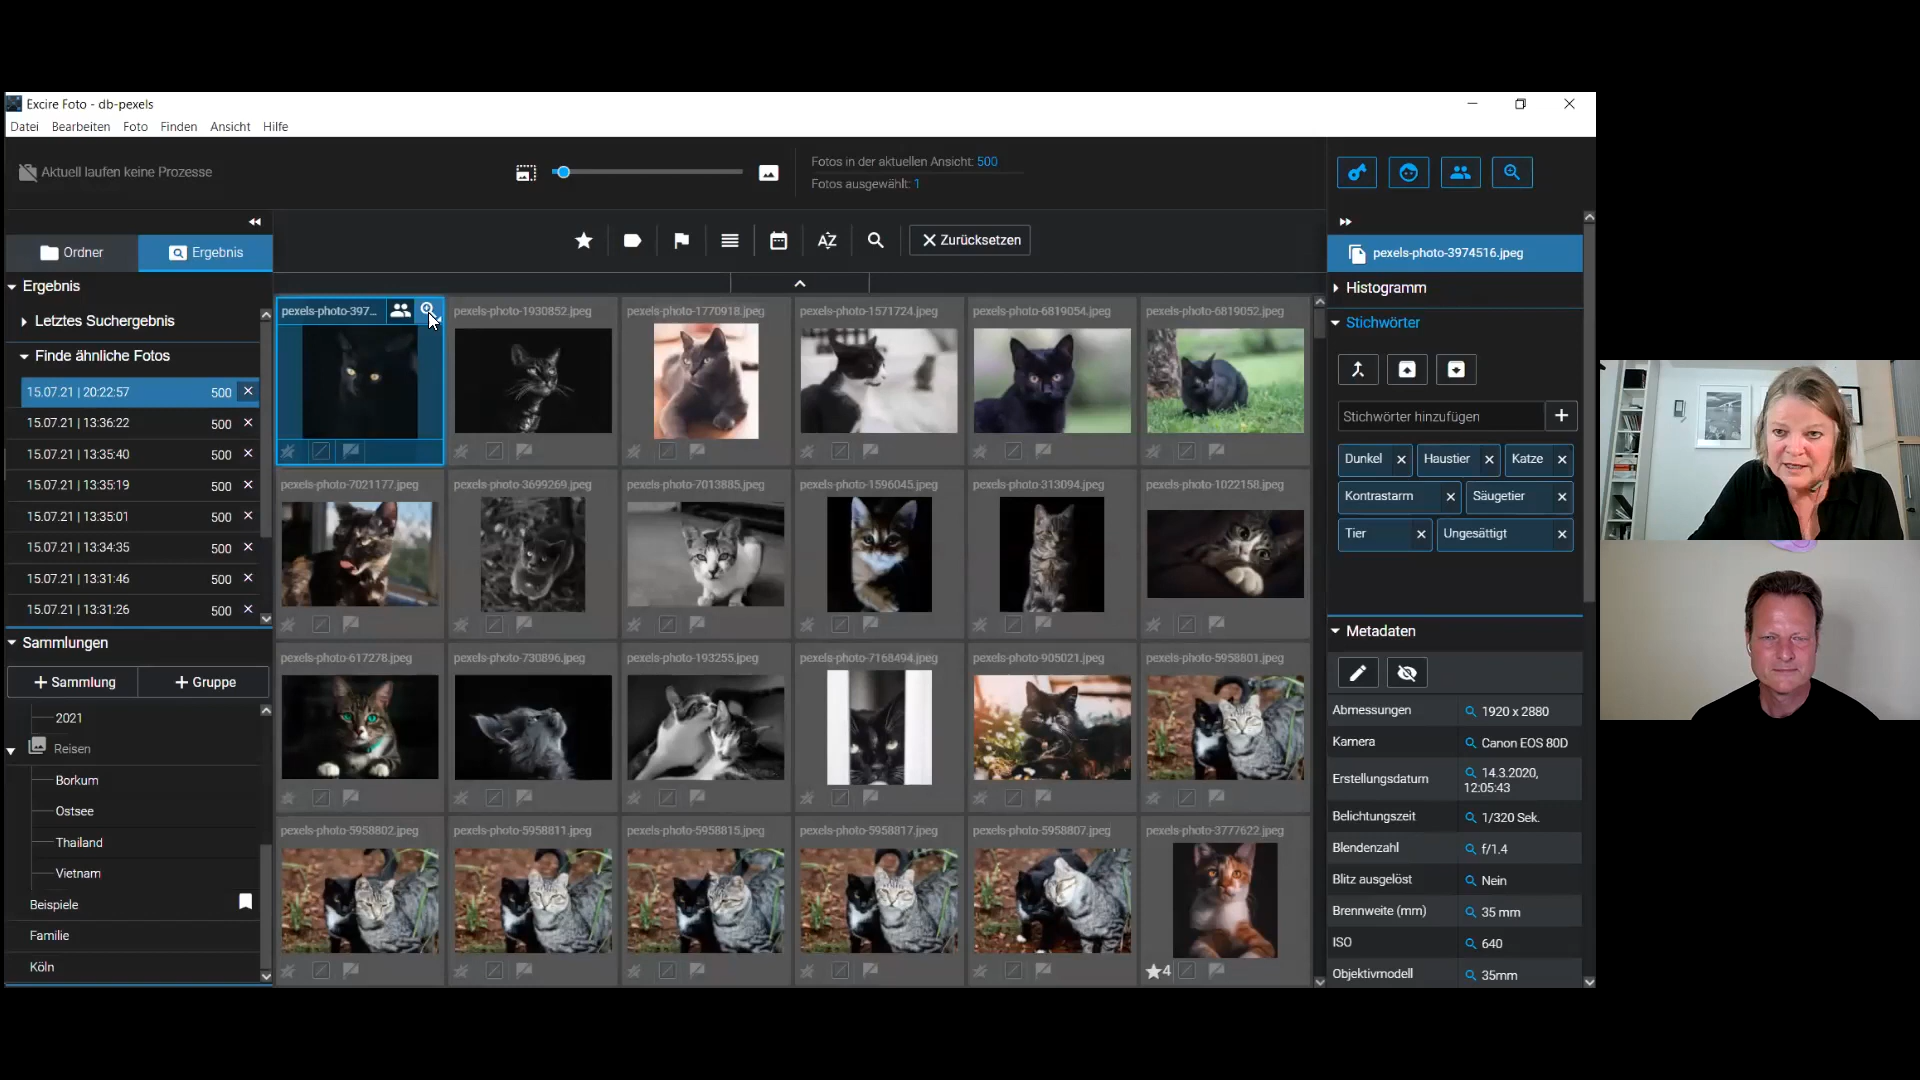 Excire Foto - db-pexels
Datei Bearbeiten Foto Finden Ansicht Hilfe
Aktuell laufen keine Prozesse
Fotos in der aktuellen Ansicht: 500
Fotos ausgewählt: 1
Ordner
Ergebnis
Zurücksetzen
Ergebnis
Letztes Suchergebnis
Finde ähnliche Fotos
15.07.21 | 20:22:57 500
15.07.21 | 13:36:22 500
15.07.21 | 13:35:40 500
15.07.21 | 13:35:19 500
15.07.21 | 13:35:01 500
15.07.21 | 13:34:35 500
15.07.21 | 13:31:46 500
15.07.21 | 13:31:26 500
Sammlungen
+ Sammlung
+ Gruppe
2021
Reisen
Borkum
Ostsee
Thailand
Vietnam
Beispiele
Familie
Köln
pexels-photo-397...
pexels-photo-1930852.jpeg
pexels-photo-1770918.jpeg
pexels-photo-1571724.jpeg
pexels-photo-6819054.jpeg
pexels-photo-6819052.jpeg
pexels-photo-7021177.jpeg
pexels-photo-3699269.jpeg
pexels-photo-7013885.jpeg
pexels-photo-1596045.jpeg
pexels-photo-313094.jpeg
pexels-photo-1022158.jpeg
pexels-photo-617278.jpeg
pexels-photo-730896.jpeg
pexels-photo-193255.jpeg
pexels-photo-7168494.jpeg
pexels-photo-905021.jpeg
pexels-photo-5958801.jpeg
pexels-photo-5958802.jpeg
pexels-photo-5958811.jpeg
pexels-photo-5958815.jpeg
pexels-photo-5958817.jpeg
pexels-photo-5958807.jpeg
pexels-photo-3777622.jpeg
4
pexels-photo-3974516.jpeg
Histogramm
Stichwörter
Stichwörter hinzufügen
Dunkel Haustier Katze
Kontrastarm Säugetier
Tier Ungesättigt
Metadaten
Abmessungen 1920 x 2880
Kamera Canon EOS 80D
Erstellungsdatum 14.3.2020, 12:05:43
Belichtungszeit 1/320 Sek.
Blendenzahl f/1.4
Blitz ausgelöst Nein
Brennweite (mm) 35 mm
ISO 640
Objektivmodell 35mm